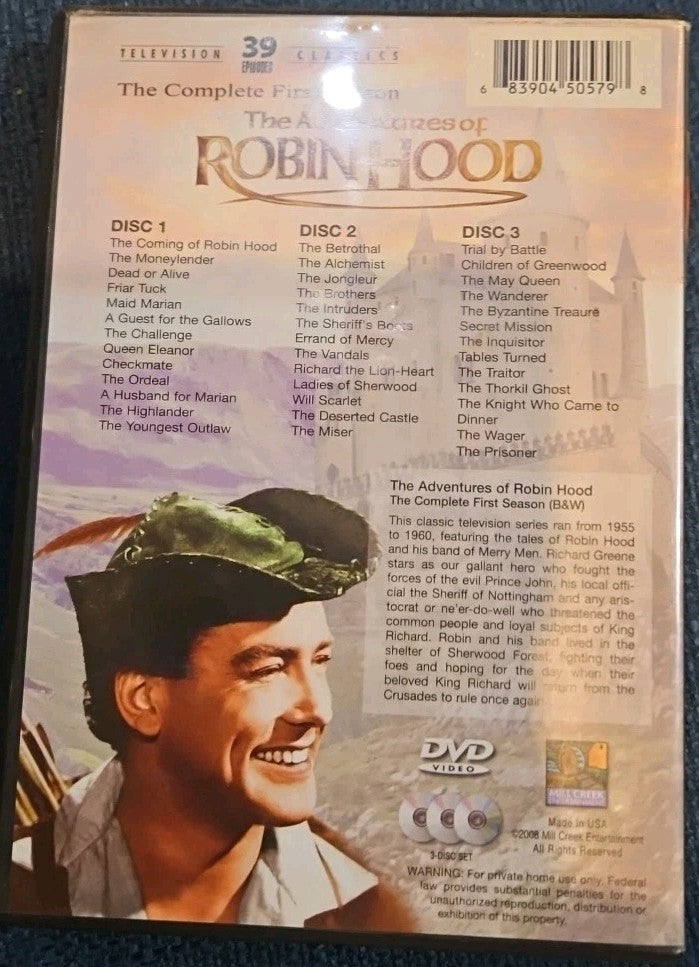 TELEVISION 39 EPISODES CLASSICS
The Complete First Season
The Adventures of
ROBIN HOOD
6 83904 50579 8
DISC 1
The Coming of Robin Hood
The Moneylender
Dead or Alive
Friar Tuck
Maid Marian
A Guest for the Gallows
The Challenge
Queen Eleanor
Checkmate
The Ordeal
A Husband for Marian
The Highlander
The Youngest Outlaw
DISC 2
The Betrothal
The Alchemist
The Jongleur
The Brothers
The Intruders
The Sheriff's Boots
Errand of Mercy
The Vandals
Richard the Lion-Heart
Ladies of Sherwood
Will Scarlet
The Deserted Castle
The Miser
DISC 3
Trial by Battle
Children of Greenwood
The May Queen
The Wanderer
The Byzantine Treaure
Secret Mission
The Inquisitor
Tables Turned
The Traitor
The Thorkil Ghost
The Knight Who Came to
Dinner
The Wager
The Prisoner
The Adventures of Robin Hood
The Complete First Season (B&W)
This classic television series ran from 1955
to 1960, featuring the tales of Robin Hood
and his band of Merry Men. Richard Greene
stars as our gallant hero who fought the
forces of the evil Prince John, his local offi-
cial the Sheriff of Nottingham and any aris-
tocrat or ne'er-do-well who threatened the
common people and loyal subjects of King
Richard. Robin and his band lived in the
shelter of Sherwood Forest, fighting their
foes and hoping for the day when their
beloved King Richard will return from the
Crusades to rule once again.
DVD
VIDEO
MILL CREEK
ENTERTAINMENT
3-DISC SET
Made in USA
©2008 Mill Creek Entertainment
All Rights Reserved
WARNING: For private home use only. Federal
law provides substantial penalties for the
unauthorized reproduction, distribution or
exhibition of this property.